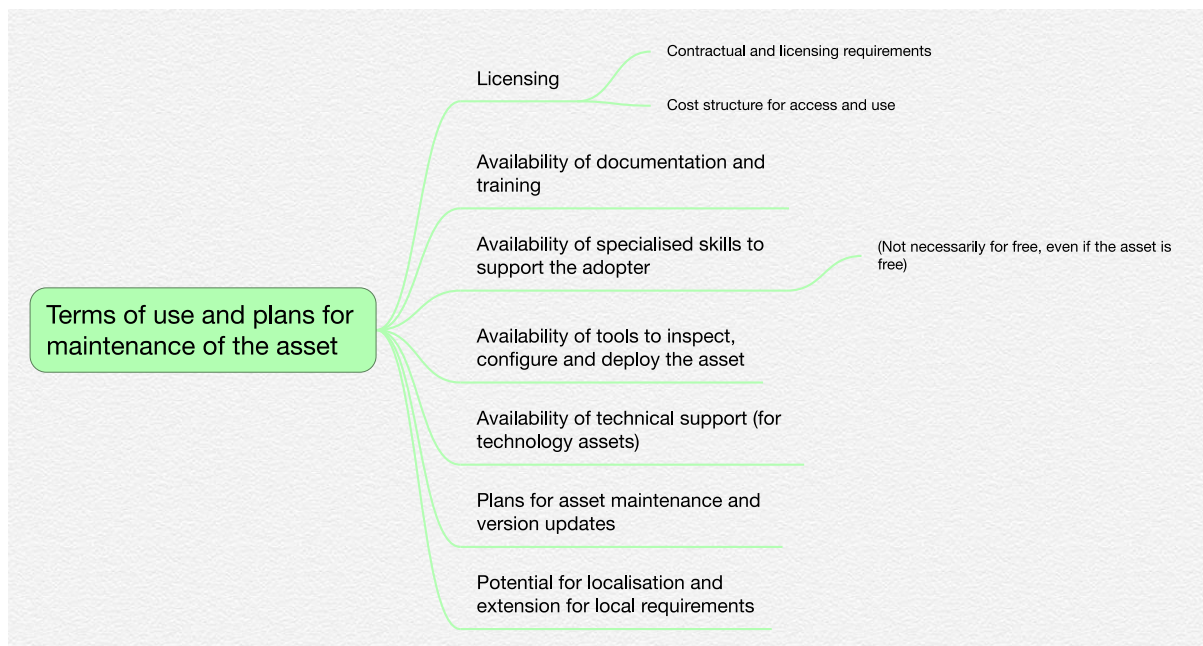 Terms of use and plans for
maintenance of the asset
Licensing
Contractual and licensing requirements
Cost structure for access and use
Availability of documentation and
training
Availability of specialised skills to
support the adopter
(Not necessarily for free, even if the asset is
free)
Availability of tools to inspect,
configure and deploy the asset
Availability of technical support (for
technology assets)
Plans for asset maintenance and
version updates
Potential for localisation and
extension for local requirements